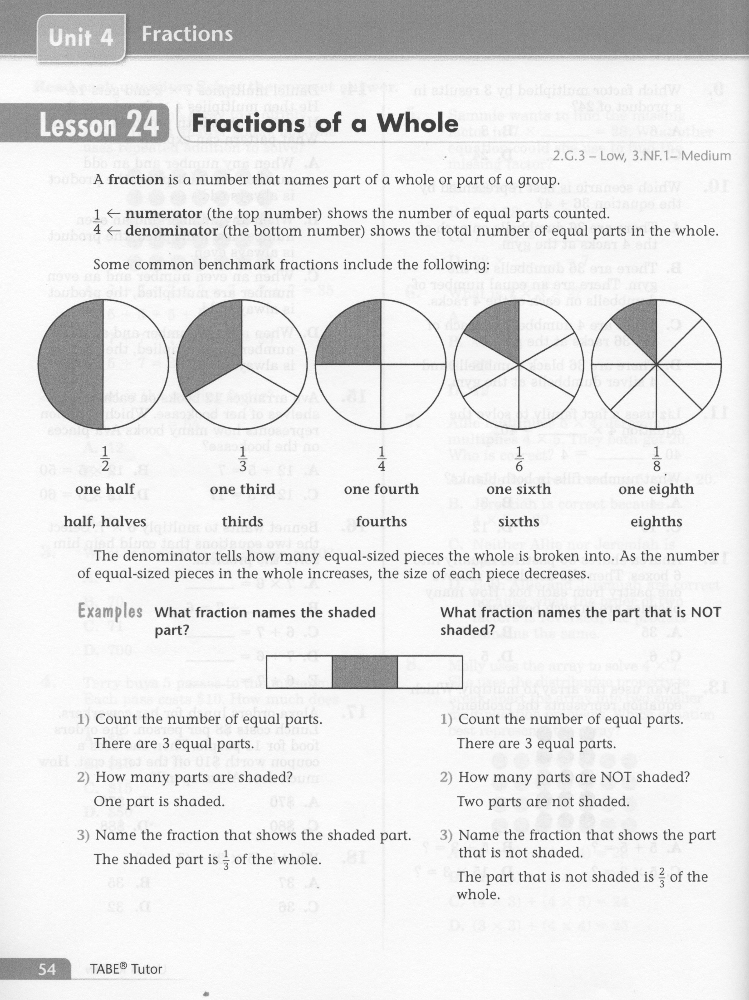 Unit 4 Fractions
Lesson 24 Fractions of a Whole
2.G.3 – Low, 3.NF.1– Medium
A fraction is a number that names part of a whole or part of a group.
1/4 ← numerator (the top number) shows the number of equal parts counted.
← denominator (the bottom number) shows the total number of equal parts in the whole.
Some common benchmark fractions include the following:
1/2 1/3 1/4 1/6 1/8
one half one third one fourth one sixth one eighth
half, halves thirds fourths sixths eighths
The denominator tells how many equal-sized pieces the whole is broken into. As the number
of equal-sized pieces in the whole increases, the size of each piece decreases.
Examples What fraction names the shaded
part?
What fraction names the part that is NOT
shaded?
1) Count the number of equal parts.
There are 3 equal parts.
2) How many parts are shaded?
One part is shaded.
3) Name the fraction that shows the shaded part.
The shaded part is 1/3 of the whole.
1) Count the number of equal parts.
There are 3 equal parts.
2) How many parts are NOT shaded?
Two parts are not shaded.
3) Name the fraction that shows the part
that is not shaded.
The part that is not shaded is 2/3 of the
whole.
54 TABE® Tutor